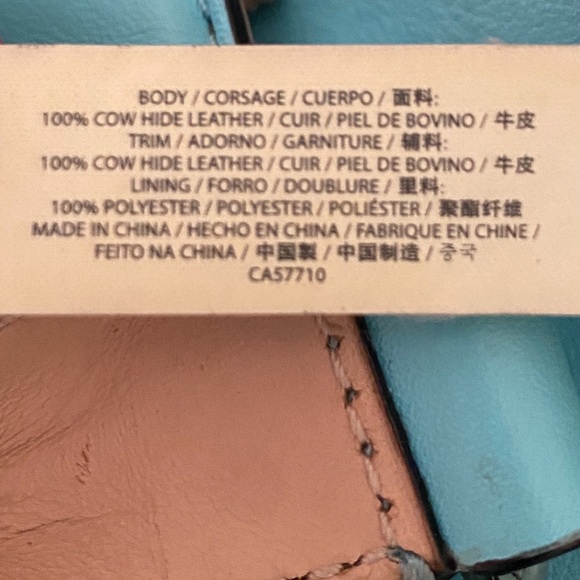 BODY / CORSAGE / CUERPO / 面料:
100% COW HIDE LEATHER / CUIR / PIEL DE BOVINO / 牛皮
TRIM / ADORNO / GARNITURE / 辅料:
100% COW HIDE LEATHER / CUIR / PIEL DE BOVINO / 牛皮
LINING / FORRO / DOUBLURE / 里料:
100% POLYESTER / POLYESTER / POLIÉSTER / 聚酯纤维
MADE IN CHINA / HECHO EN CHINA / FABRIQUE EN CHINE /
FEITO NA CHINA / 中国製 / 中国制造 / 중국
CA57710